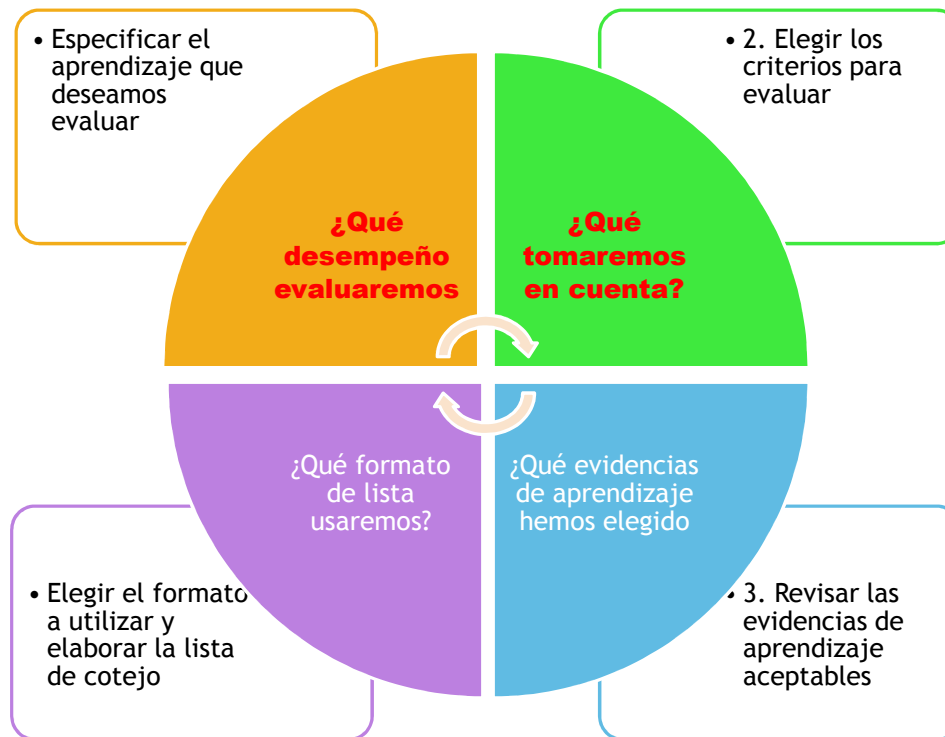 • Especificar el
aprendizaje que
deseamos
evaluar
• 2. Elegir los
criterios para
evaluar
¿Qué
desempeño
evaluaremos
¿Qué
tomaremos
en cuenta?
¿Qué formato
de lista
usaremos?
¿Qué evidencias
de aprendizaje
hemos elegido
• Elegir el formato
a utilizar y
elaborar la lista
de cotejo
• 3. Revisar las
evidencias de
aprendizaje
aceptables